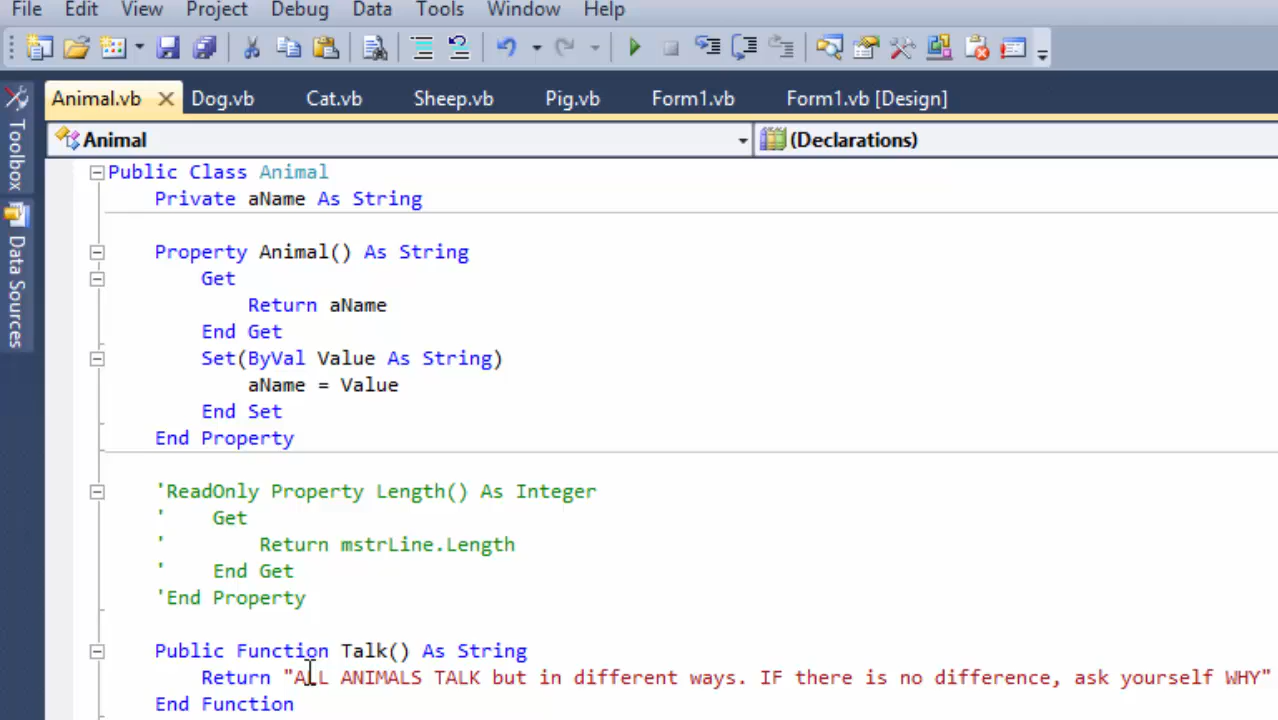 File Edit View Project Debug Data Tools Window Help
Animal.vb Dog.vb Cat.vb Sheep.vb Pig.vb Form1.vb Form1.vb [Design]
Toolbox
Data Sources
Animal (Declarations)
Public Class Animal
Private aName As String
Property Animal() As String
Get
Return aName
End Get
Set(ByVal Value As String)
aName = Value
End Set
End Property
'ReadOnly Property Length() As Integer
' Get
' Return mstrLine.Length
' End Get
'End Property
Public Function Talk() As String
Return "ALL ANIMALS TALK but in different ways. IF there is no difference, ask yourself WHY"
End Function